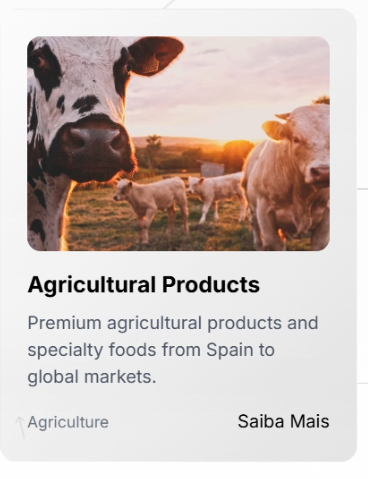 Agricultural Products
Premium agricultural products and
specialty foods from Spain to
global markets.
Agriculture
Saiba Mais